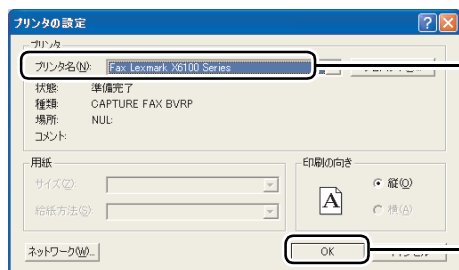 プリンタの設定
プリンタ
プリンタ名(N): Fax Lexmark X6100 Series
状態: 準備完了
種類: CAPTURE FAX BVRP
場所: NUL:
コメント:
用紙
サイズ(Z):
給紙方法(S):
印刷の向き
A
縦(O)
横(A)
ネットワーク(W)...
OK